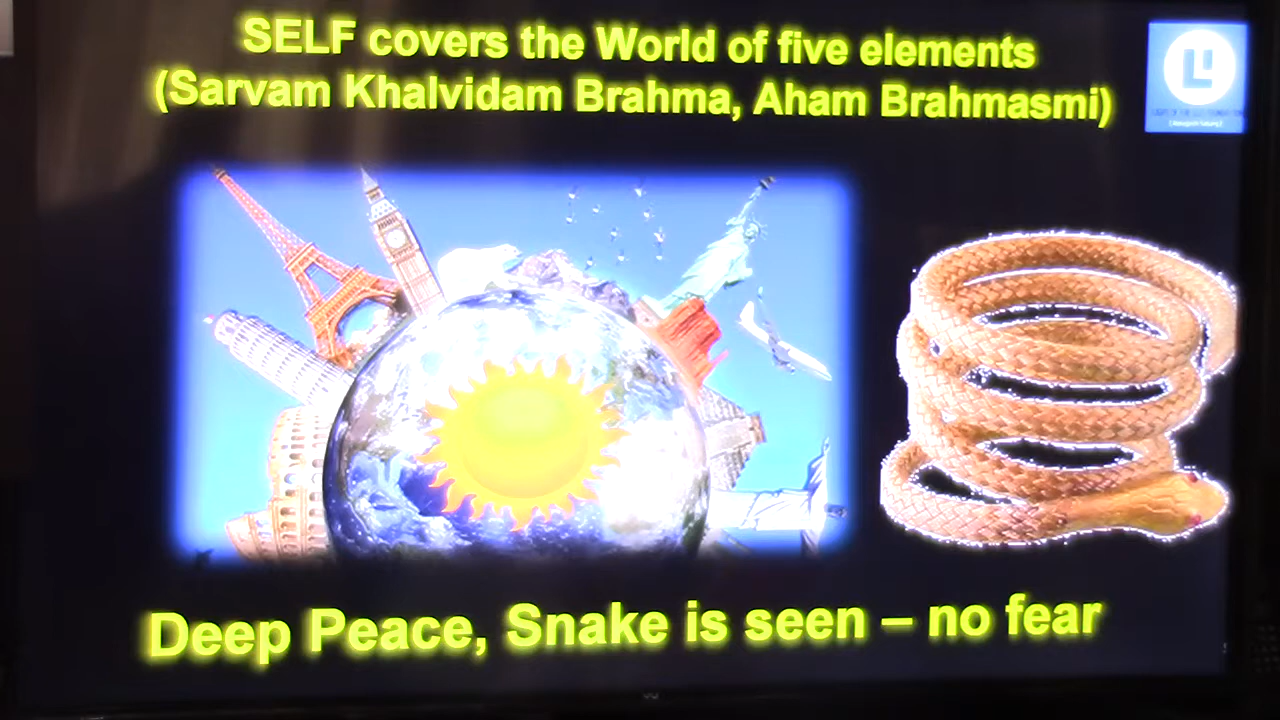 SELF covers the World of five elements
(Sarvam Khalvidam Brahma, Aham Brahmasmi)
Deep Peace, Snake is seen – no fear